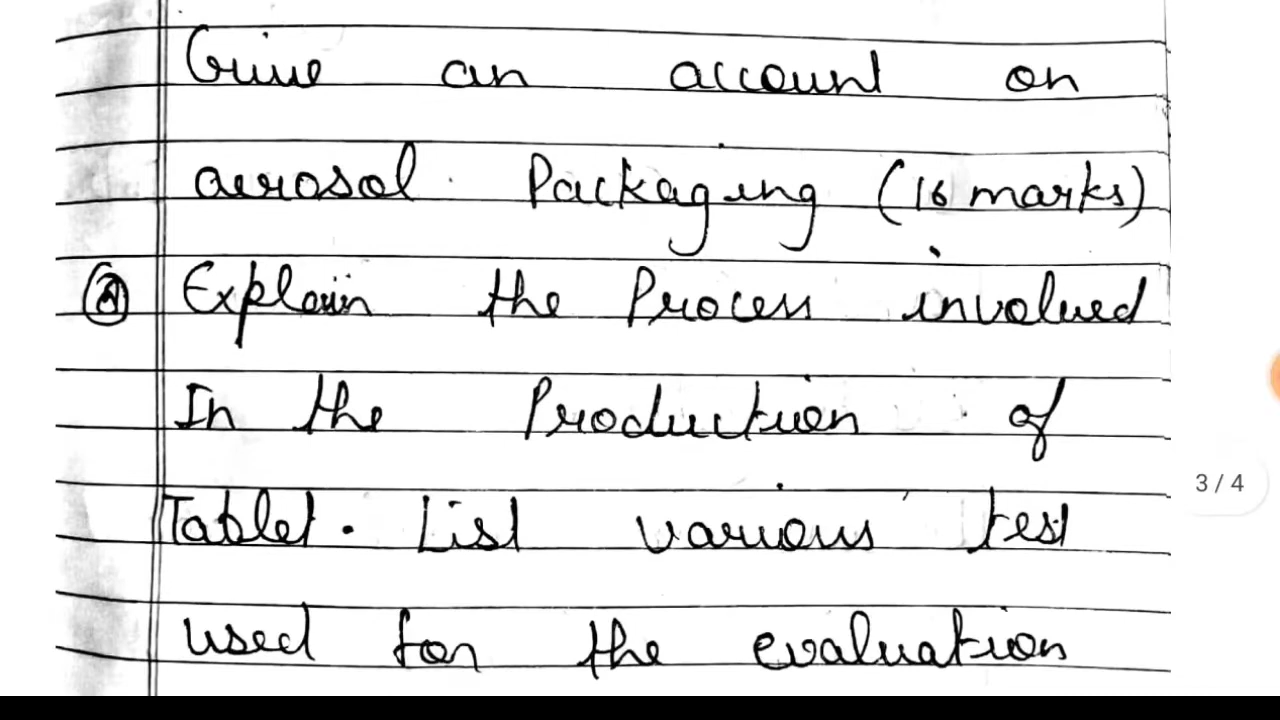 Give an account on
aerosol Packaging (16 marks)
② Explain the Process involved
In the Production of
Tablet. List various test
used for the evaluation
3 / 4